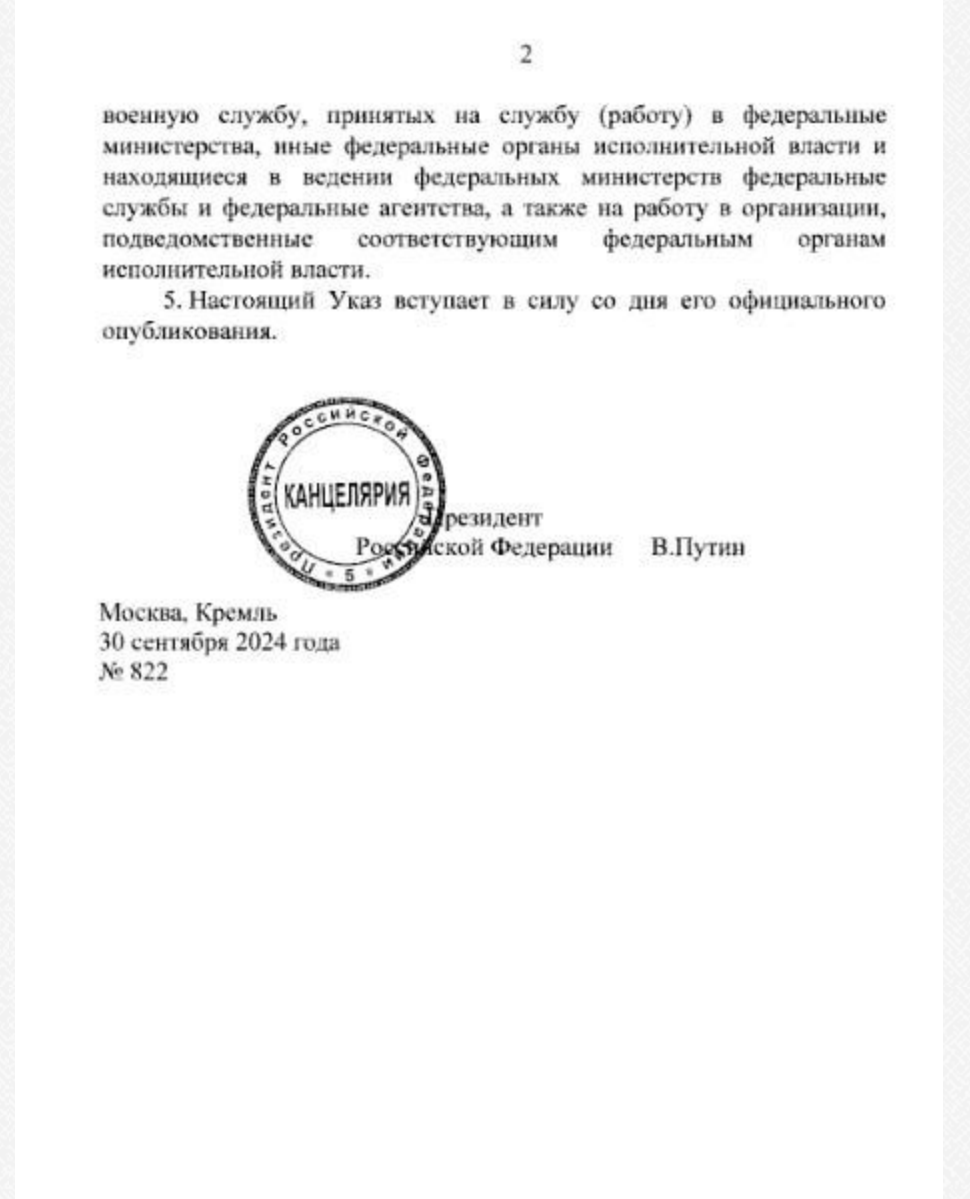 2
военную службу, принятых на службу (работу) в федеральные
министерства, иные федеральные органы исполнительной власти и
находящиеся в ведении федеральных министерств федеральные
службы и федеральные агентства, а также на работу в организации,
подведомственные соответствующим федеральным органам
исполнительной власти.
5. Настоящий Указ вступает в силу со дня его официального
опубликования.
Президент Российской Федерации
КАНЦЕЛЯРИЯ
* 5 *
Президент
Российской Федерации В.Путин
Москва, Кремль
30 сентября 2024 года
№ 822